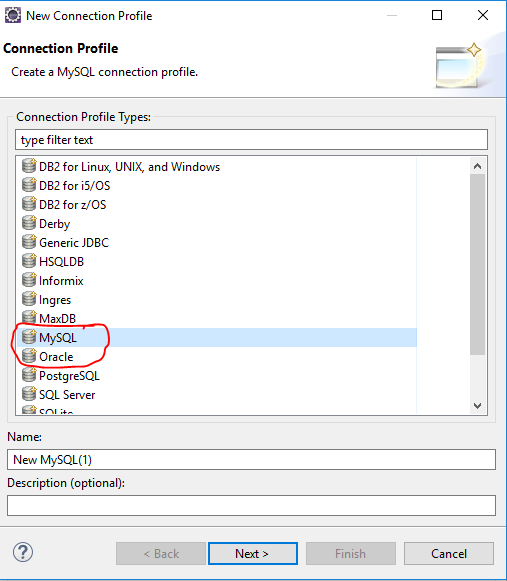 New Connection Profile
Connection Profile
Create a MySQL connection profile.
Connection Profile Types:
type filter text
DB2 for Linux, UNIX, and Windows
DB2 for i5/OS
DB2 for z/OS
Derby
Generic JDBC
HSQLDB
Informix
Ingres
MaxDB
MySQL
Oracle
PostgreSQL
SQL Server
SQLite
Name:
New MySQL(1)
Description (optional):
? < Back Next > Finish Cancel